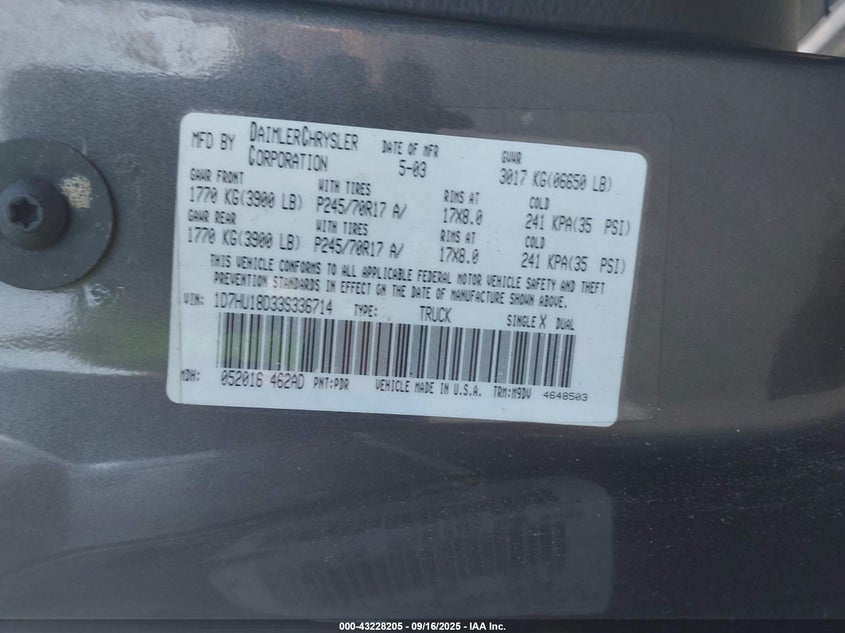 MFD BY DAIMLERCHRYSLER CORPORATION DATE OF MFR 5-03 GVWR 3017 KG(06650 LB)
GAWR FRONT WITH TIRES RIMS AT COLD
1770 KG(3900 LB) P245/70R17 A/ 17X8.0 241 KPA(35 PSI)
GAWR REAR WITH TIRES RIMS AT COLD
1770 KG(3900 LB) P245/70R17 A/ 17X8.0 241 KPA(35 PSI)
THIS VEHICLE CONFORMS TO ALL APPLICABLE FEDERAL MOTOR VEHICLE SAFETY AND THEFT
PREVENTION STANDARDS IN EFFECT ON THE DATE OF MANUFACTURE SHOWN ABOVE.
VIN: 1D7HU18D33S336714 TYPE: TRUCK SINGLE X DUAL
MDH: 052016 462AD PNT:PDR VEHICLE MADE IN U.S.A. TRM:M9DV 4648503
000-43228205 - 09/16/2025 - IAA Inc.